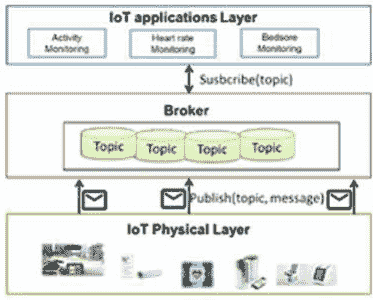 IoT applications Layer
Activity Monitoring
Heart rate Monitoring
Bedsore Monitoring
Susbcribe(topic)
Broker
Topic Topic Topic Topic
Publish(topic, message)
IoT Physical Layer